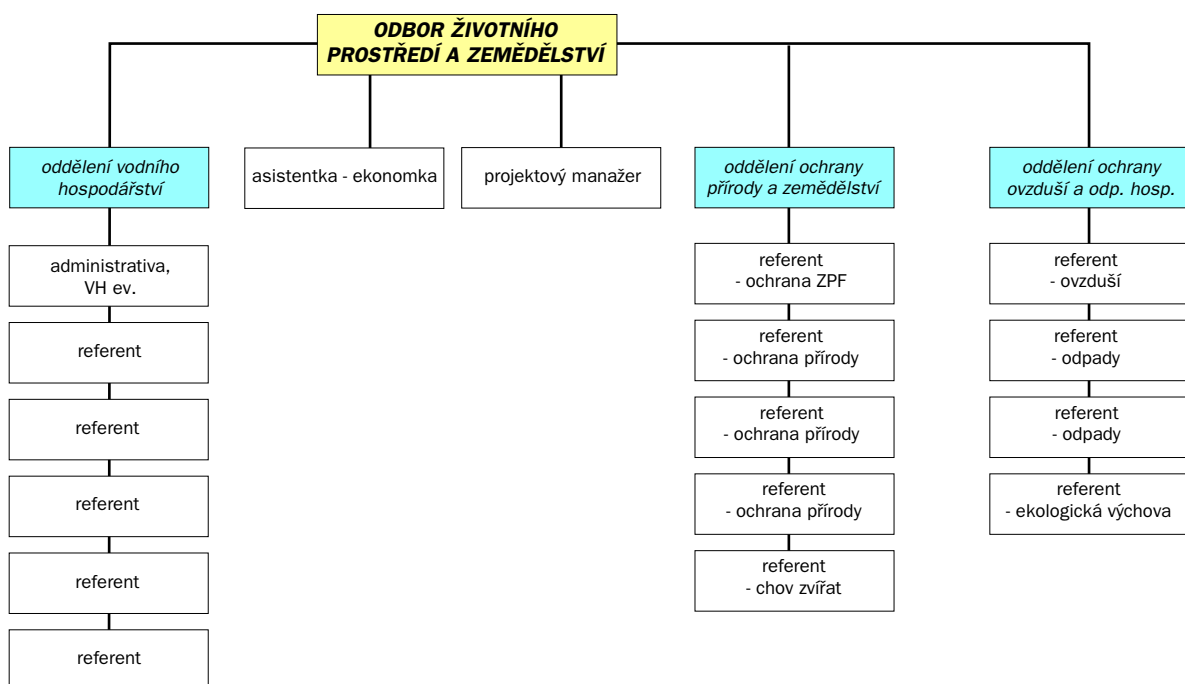 ODBOR ŽIVOTNÍHO
PROSTŘEDÍ A ZEMĚDĚLSTVÍ
oddělení vodního
hospodářství
asistentka - ekonomka
projektový manažer
oddělení ochrany
přírody a zemědělství
oddělení ochrany
ovzduší a odp. hosp.
administrativa,
VH ev.
referent
referent
referent
referent
referent
referent
- ochrana ZPF
referent
- ochrana přírody
referent
- ochrana přírody
referent
- ochrana přírody
referent
- chov zvířat
referent
- ovzduší
referent
- odpady
referent
- odpady
referent
- ekologická výchova